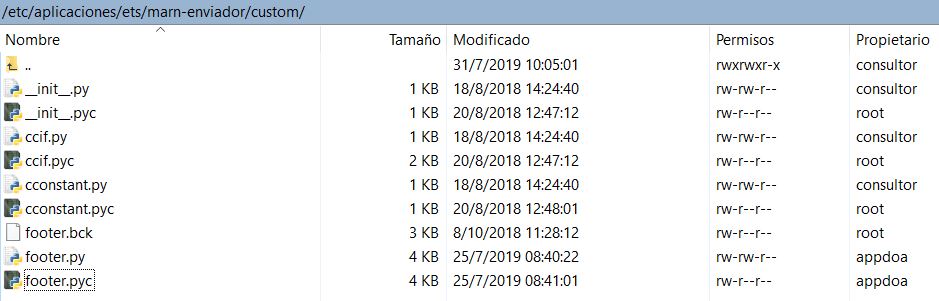 /etc/aplicaciones/ets/marn-enviador/custom/
Nombre Tamaño Modificado Permisos Propietario
.. 31/7/2019 10:05:01 rwxrwxr-x consultor
__init__.py 1 KB 18/8/2018 14:24:40 rw-rw-r-- consultor
__init__.pyc 1 KB 20/8/2018 12:47:12 rw-r--r-- root
ccif.py 1 KB 18/8/2018 14:24:40 rw-rw-r-- consultor
ccif.pyc 2 KB 20/8/2018 12:47:12 rw-r--r-- root
cconstant.py 1 KB 18/8/2018 14:24:40 rw-rw-r-- consultor
cconstant.pyc 1 KB 20/8/2018 12:48:01 rw-r--r-- root
footer.bck 3 KB 8/10/2018 11:28:12 rw-r--r-- root
footer.py 4 KB 25/7/2019 08:40:22 rw-rw-r-- appdoa
footer.pyc 4 KB 25/7/2019 08:41:01 rw-r--r-- appdoa